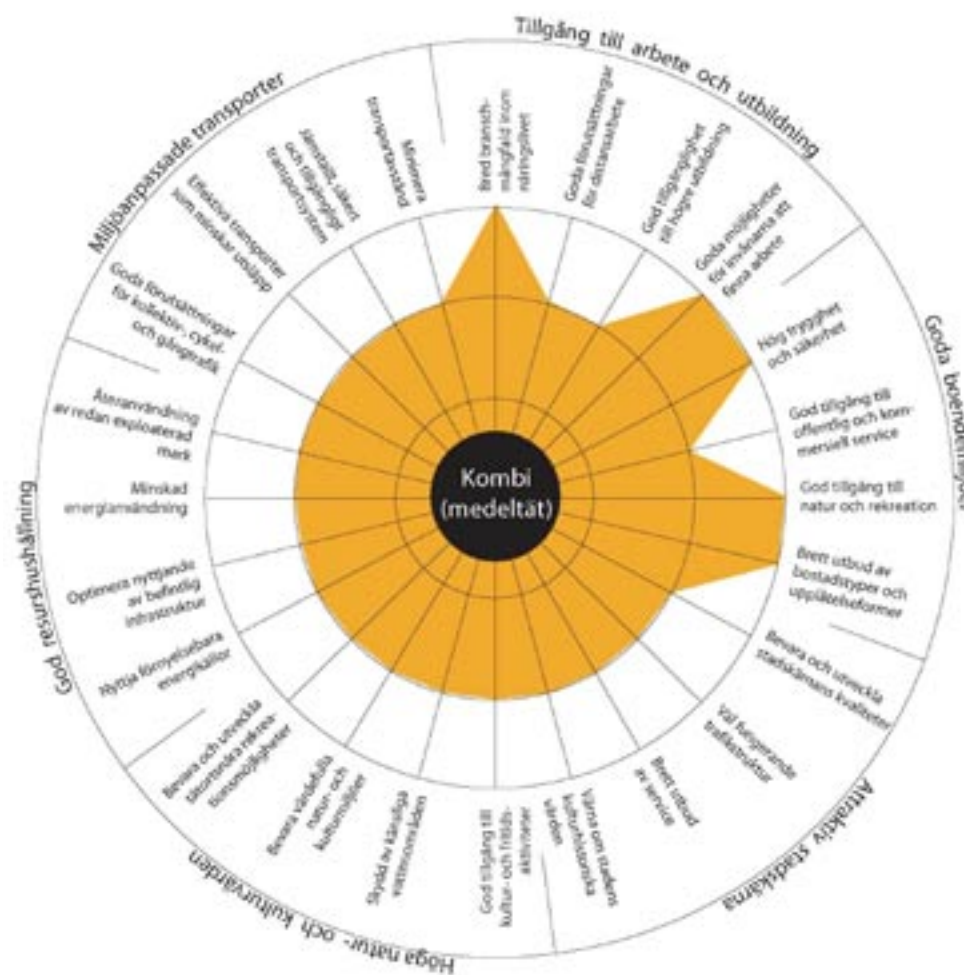 Tillgång till arbete och utbildning
Bred bransch-
mångfald inom
näringslivet
Goda förutsättningar
för distansarbete
God tillgänglighet
till högre utbildning
Goda möjligheter
för invånarna att
finna arbete
Goda boendemiljöer
Hög trygghet
och säkerhet
God tillgång till
offentlig och kom-
mersiell service
God tillgång till
natur och rekreation
Brett utbud av
bostadstyper och
upplåtelseformer
Attraktiv stadskärna
Bevara och utveckla
stadskärnans kvaliteter
Väl fungerande
trafikstruktur
Brett utbud
av service
Värna om stadens
kulturhistoriska
värden
Höga natur- och kulturvärden
God tillgång till
kultur- och fritids-
aktiviteter
Skydd av känsliga
vattenområden
Bevara värdefulla
natur- och
kulturmiljöer
Bevara och utveckla
tätortsnära rekrea-
tionsmöjligheter
God resurshushållning
Nyttja förnyelsebara
energikällor
Optimera nyttjande
av befintlig
infrastruktur
Minskad
energianvändning
Återanvändning
av redan exploaterad
mark
Miljöanpassade transporter
Goda förutsättningar
för kollektiv-, cykel-
och gångtrafik
Effektiva transporter
som minskar utsläpp
Jämställt, säkert
och tillgängligt
transportsystem
Minimera
transportavstånd
Kombi
(medeltät)